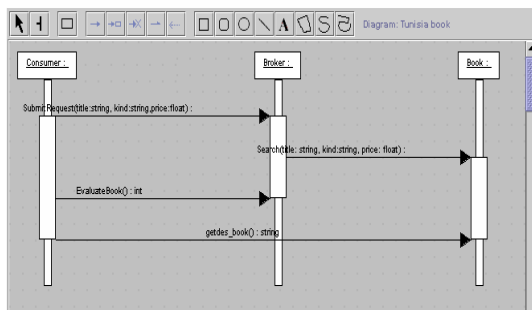 A S Diagram: Tunisia book
Consumer : Broker : Book :
SubmitRequest(title:string, kind:string,price:float) :
Search(title: string, kind:string, price: float) :
EvaluateBook() : int
getdes_book() : string